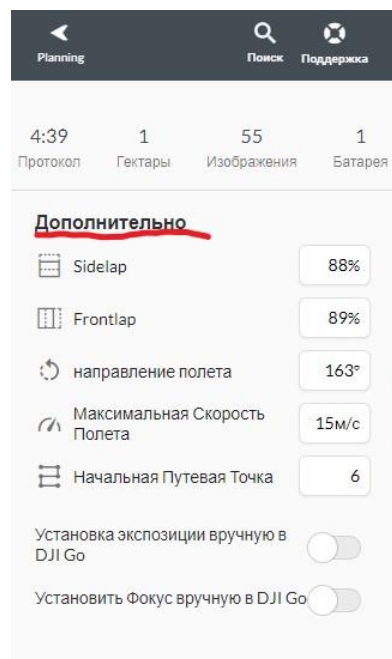 Planning
Поиск
Поддержка
4:39 1 55 1
Протокол Гектары Изображения Батарея
Дополнительно
Sidelap 88%
Frontlap 89%
направление полета 163°
Максимальная Скорость
Полета
15м/с
Начальная Путевая Точка 6
Установка экспозиции вручную в
DJI Go
Установить Фокус вручную в DJI Go